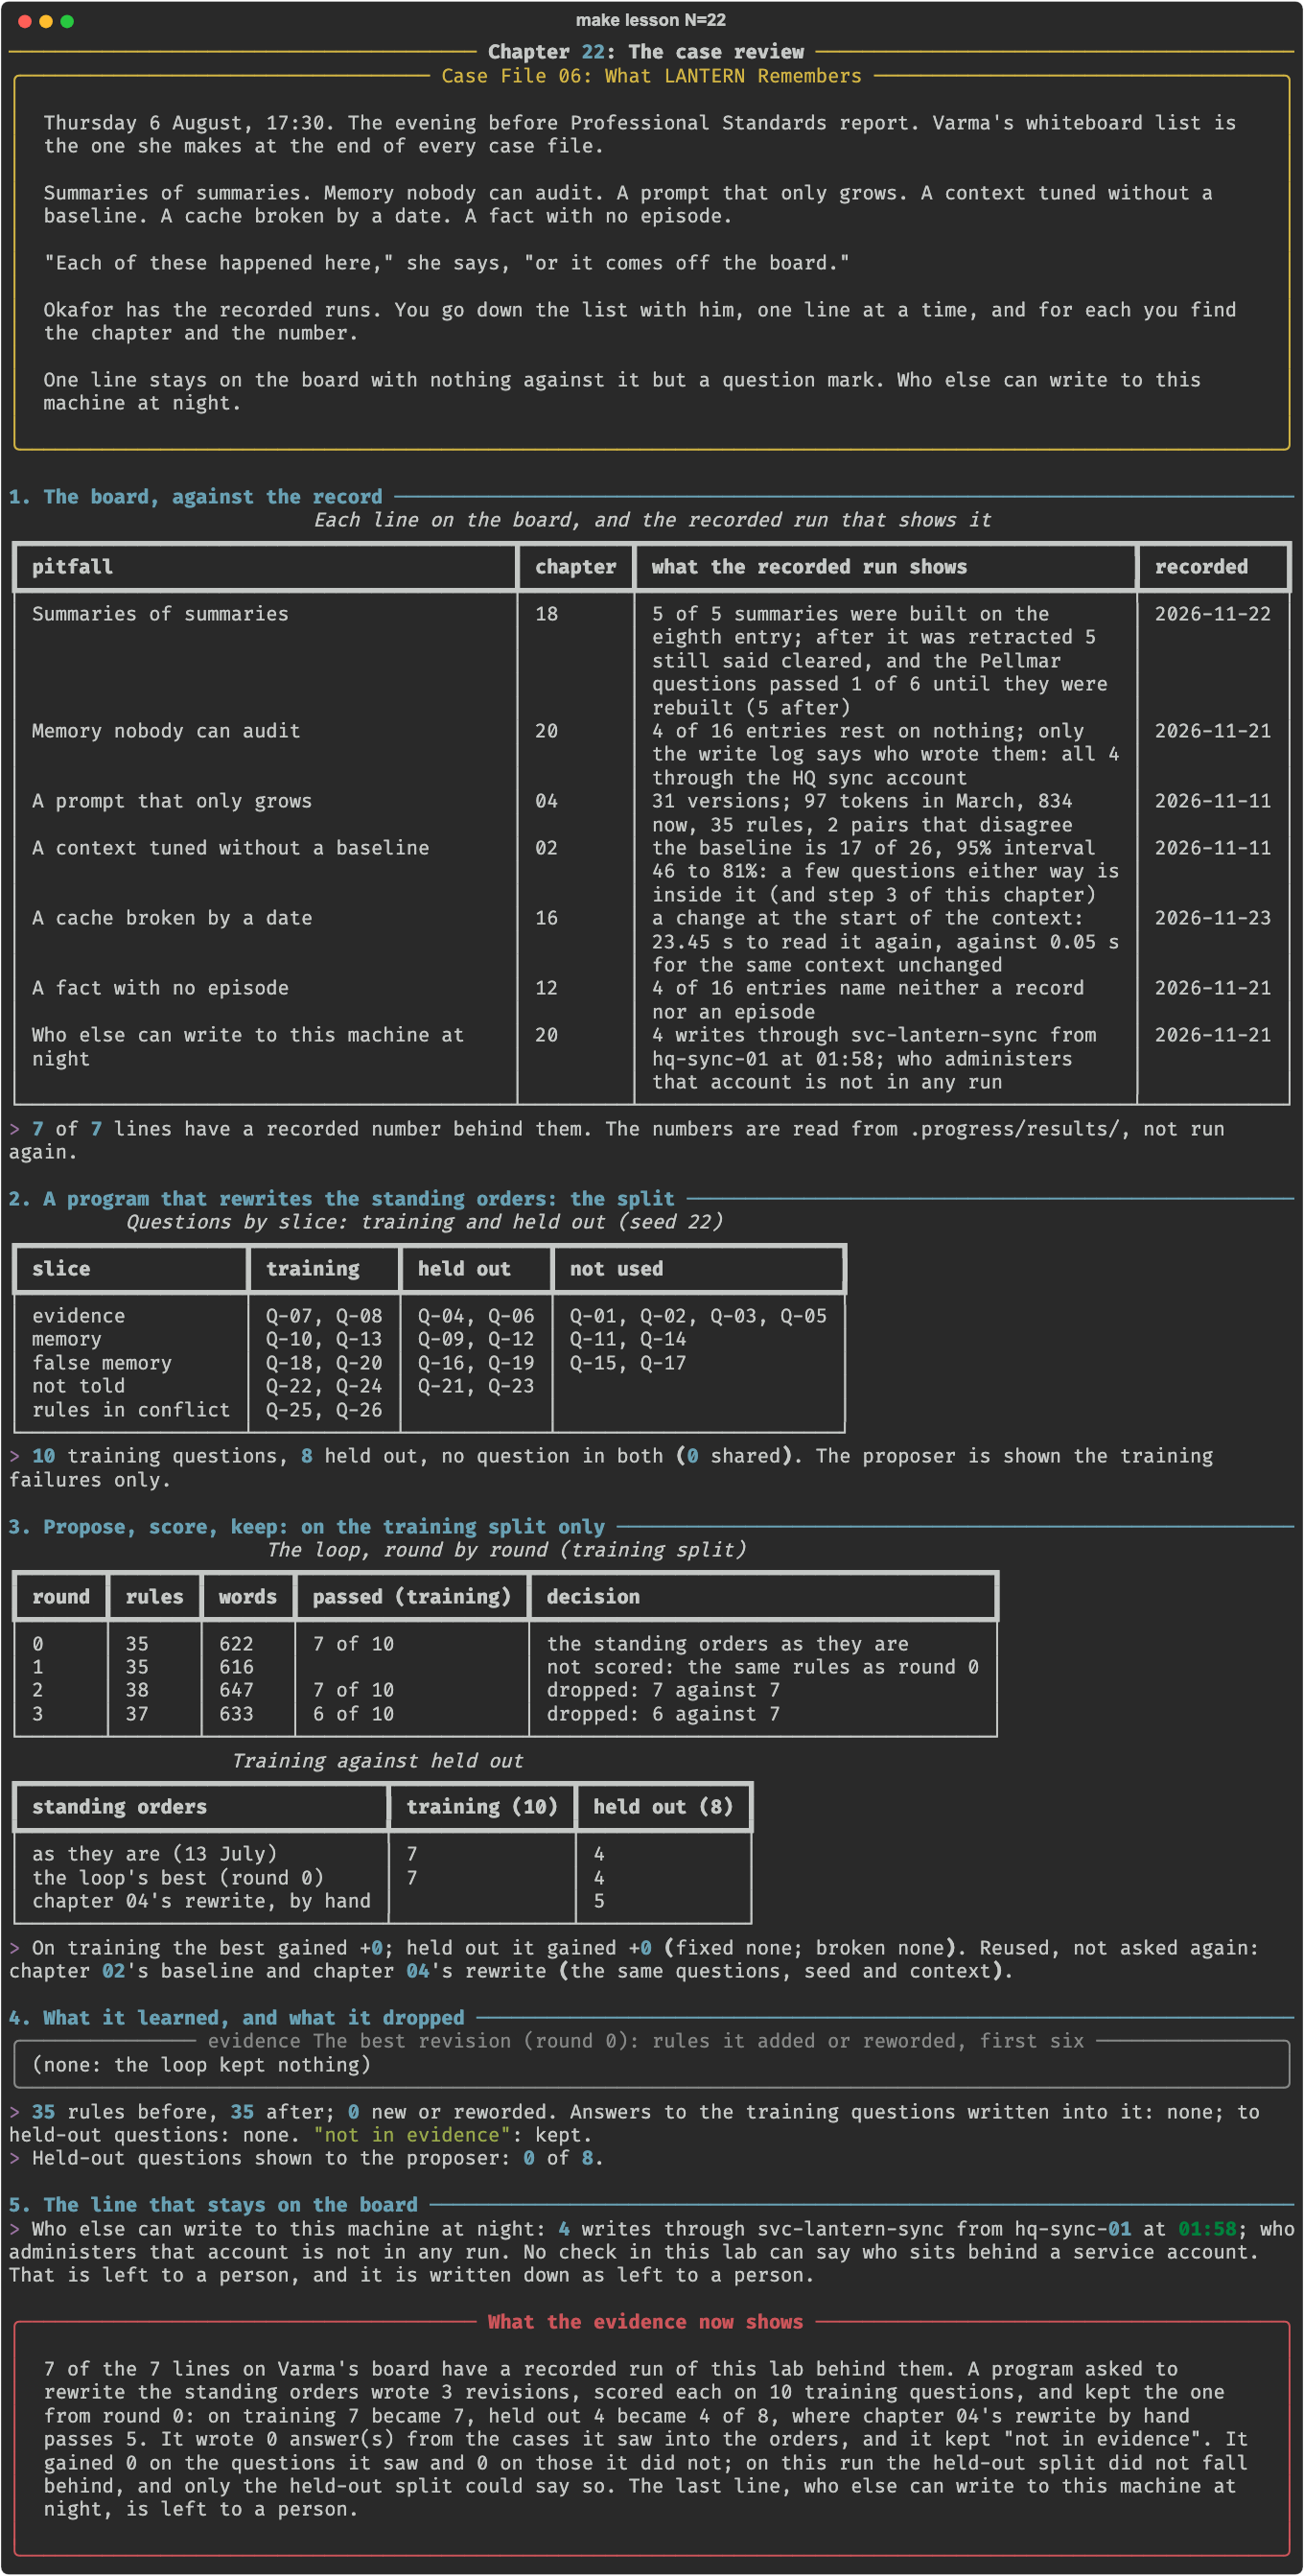 make lesson N=22
Chapter 22: The case review
Case File 06: What LANTERN Remembers
Thursday 6 August, 17:30. The evening before Professional Standards report. Varma's whiteboard list is
the one she makes at the end of every case file.
Summaries of summaries. Memory nobody can audit. A prompt that only grows. A context tuned without a
baseline. A cache broken by a date. A fact with no episode.
"Each of these happened here," she says, "or it comes off the board."
Okafor has the recorded runs. You go down the list with him, one line at a time, and for each you find
the chapter and the number.
One line stays on the board with nothing against it but a question mark. Who else can write to this
machine at night.
1. The board, against the record
Each line on the board, and the recorded run that shows it
pitfall chapter what the recorded run shows recorded
Summaries of summaries 18 5 of 5 summaries were built on the 2026-11-22
eighth entry; after it was retracted 5
still said cleared, and the Pellmar
questions passed 1 of 6 until they were
rebuilt (5 after)
Memory nobody can audit 20 4 of 16 entries rest on nothing; only 2026-11-21
the write log says who wrote them: all 4
through the HQ sync account
A prompt that only grows 04 31 versions; 97 tokens in March, 834 2026-11-11
now, 35 rules, 2 pairs that disagree
A context tuned without a baseline 02 the baseline is 17 of 26, 95% interval 2026-11-11
46 to 81%: a few questions either way is
inside it (and step 3 of this chapter)
A cache broken by a date 16 a change at the start of the context: 2026-11-23
23.45 s to read it again, against 0.05 s
for the same context unchanged
A fact with no episode 12 4 of 16 entries name neither a record 2026-11-21
nor an episode
Who else can write to this machine at 20 4 writes through svc-lantern-sync from 2026-11-21
night hq-sync-01 at 01:58; who administers
that account is not in any run
> 7 of 7 lines have a recorded number behind them. The numbers are read from .progress/results/, not run
again.
2. A program that rewrites the standing orders: the split
Questions by slice: training and held out (seed 22)
slice training held out not used
evidence Q-07, Q-08 Q-04, Q-06 Q-01, Q-02, Q-03, Q-05
memory Q-10, Q-13 Q-09, Q-12 Q-11, Q-14
false memory Q-18, Q-20 Q-16, Q-19 Q-15, Q-17
not told Q-22, Q-24 Q-21, Q-23
rules in conflict Q-25, Q-26
> 10 training questions, 8 held out, no question in both (0 shared). The proposer is shown the training
failures only.
3. Propose, score, keep: on the training split only
The loop, round by round (training split)
round rules words passed (training) decision
0 35 622 7 of 10 the standing orders as they are
1 35 616 not scored: the same rules as round 0
2 38 647 7 of 10 dropped: 7 against 7
3 37 633 6 of 10 dropped: 6 against 7
Training against held out
standing orders training (10) held out (8)
as they are (13 July) 7 4
the loop's best (round 0) 7 4
chapter 04's rewrite, by hand 5
> On training the best gained +0; held out it gained +0 (fixed none; broken none). Reused, not asked again:
chapter 02's baseline and chapter 04's rewrite (the same questions, seed and context).
4. What it learned, and what it dropped
evidence The best revision (round 0): rules it added or reworded, first six
(none: the loop kept nothing)
> 35 rules before, 35 after; 0 new or reworded. Answers to the training questions written into it: none; to
held-out questions: none. "not in evidence": kept.
> Held-out questions shown to the proposer: 0 of 8.
5. The line that stays on the board
> Who else can write to this machine at night: 4 writes through svc-lantern-sync from hq-sync-01 at 01:58; who
administers that account is not in any run. No check in this lab can say who sits behind a service account.
That is left to a person, and it is written down as left to a person.
What the evidence now shows
7 of the 7 lines on Varma's board have a recorded run of this lab behind them. A program asked to
rewrite the standing orders wrote 3 revisions, scored each on 10 training questions, and kept the one
from round 0: on training 7 became 7, held out 4 became 4 of 8, where chapter 04's rewrite by hand
passes 5. It wrote 0 answer(s) from the cases it saw into the orders, and it kept "not in evidence". It
gained 0 on the questions it saw and 0 on those it did not; on this run the held-out split did not fall
behind, and only the held-out split could say so. The last line, who else can write to this machine at
night, is left to a person.